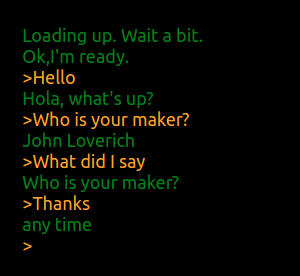 Loading up. Wait a bit.
Ok,I'm ready.
>Hello
Hola, what's up?
>Who is your maker?
John Loverich
>What did I say
Who is your maker?
>Thanks
any time
>